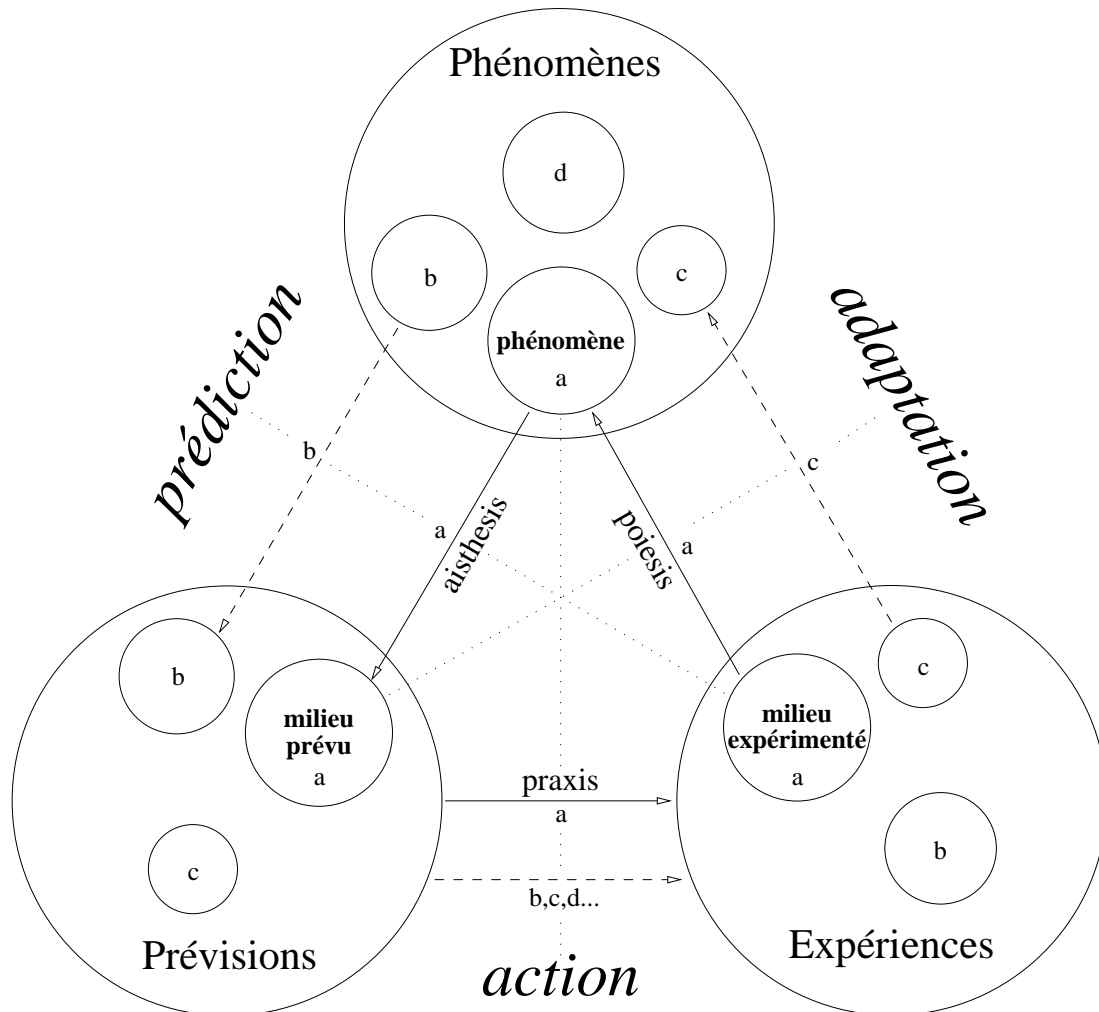 Phénomènes
d
b
c
phénomène
a
prédiction
adaptation
b
c
a
aisthesis
poiesis
a
b
milieu
prévu
a
c
milieu
expérimenté
a
praxis
a
c
b
b,c,d...
Prévisions
Expériences
action